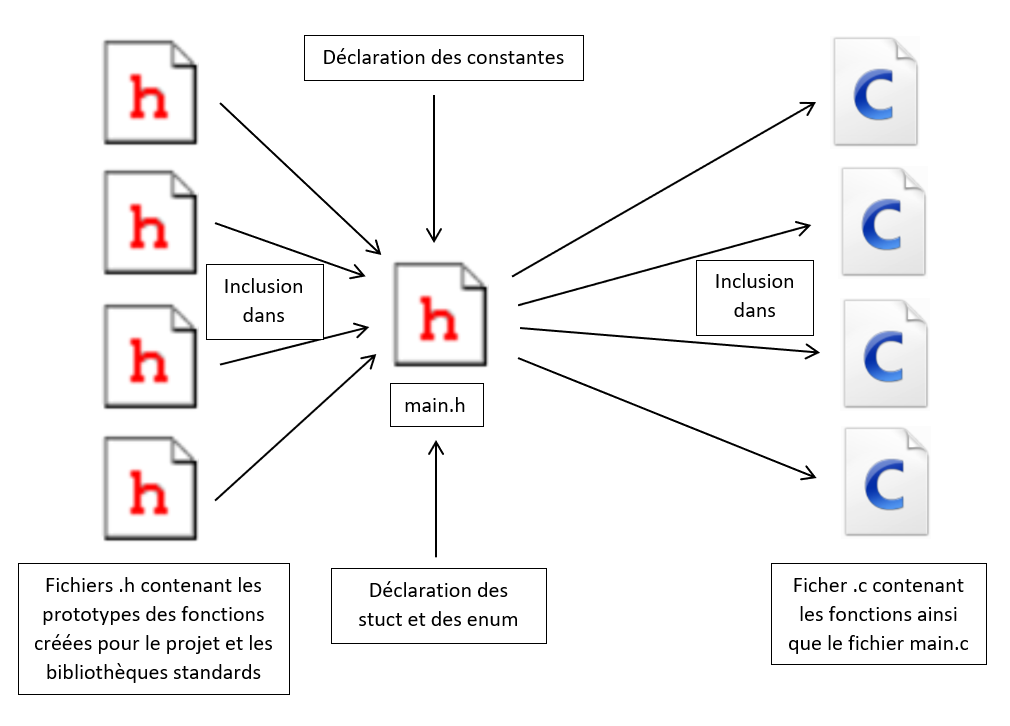 Déclaration des constantes
h
h
h
h
Inclusion
dans
h
main.h
Inclusion
dans
C
C
C
C
Fichiers .h contenant les
prototypes des fonctions
créées pour le projet et les
bibliothèques standards
Déclaration des
stuct et des enum
Ficher .c contenant
les fonctions ainsi
que le fichier main.c